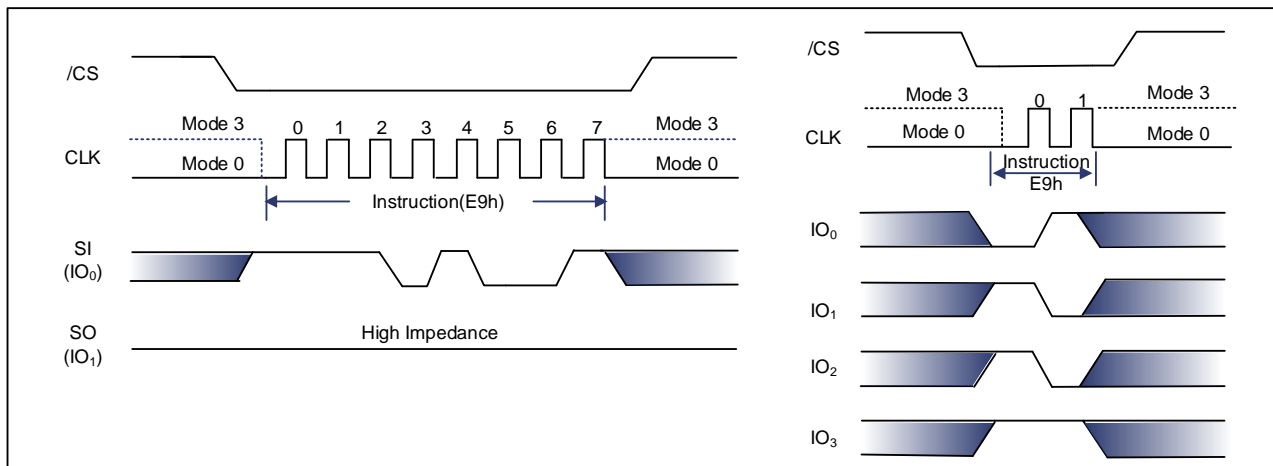 /CS
Mode 3
0 1 2 3 4 5 6 7
Mode 3
CLK
Mode 0
Mode 0
Instruction(E9h)
SI
(IO0)
SO
(IO1)
High Impedance
/CS
Mode 3
0 1
Mode 3
CLK
Mode 0
Mode 0
Instruction
E9h
IO0
IO1
IO2
IO3